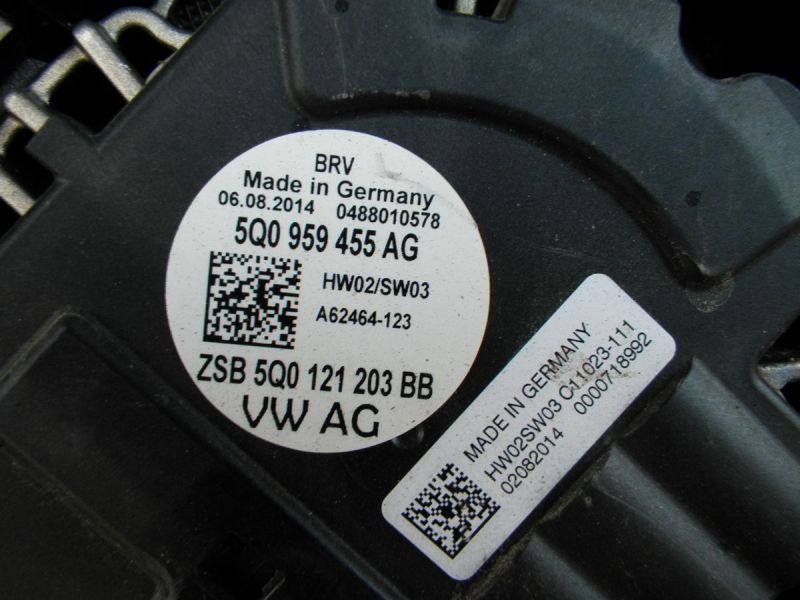 BRV
Made in Germany
06.08.2014 0488010578
5Q0 959 455 AG
HW02/SW03
A62464-123
ZSB 5Q0 121 203 BB
VW AG
MADE IN GERMANY
HW02SW03 C11023-111
02082014 0000718992